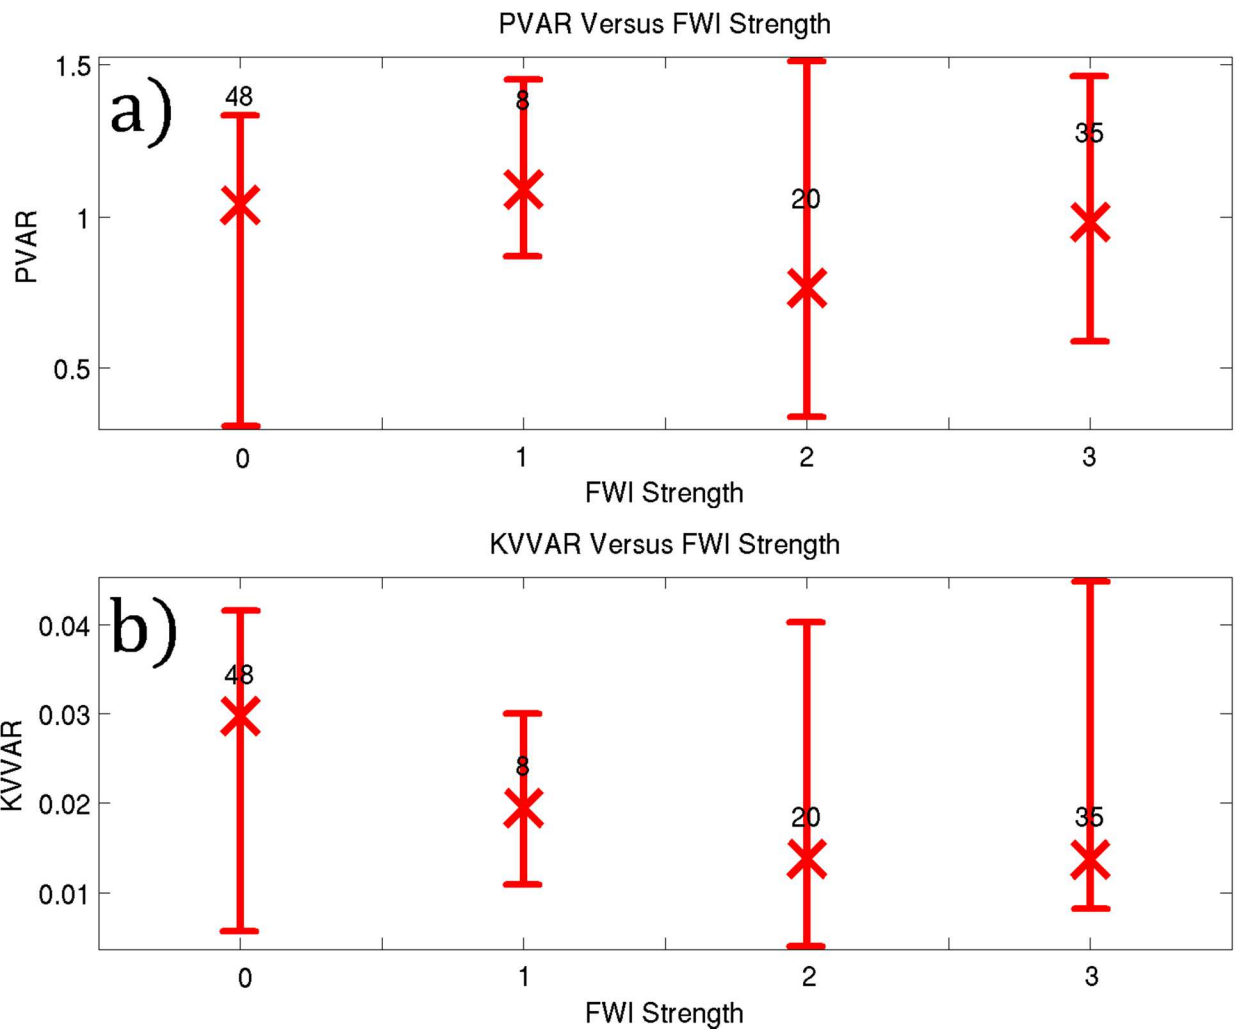 PVAR Versus FWI Strength
a)
1.5
1
0.5
PVAR
48
8
20
35
0
1
2
3
FWI Strength
KVVAR Versus FWI Strength
b)
0.04
0.03
0.02
0.01
KVVAR
48
8
20
35
0
1
2
3
FWI Strength